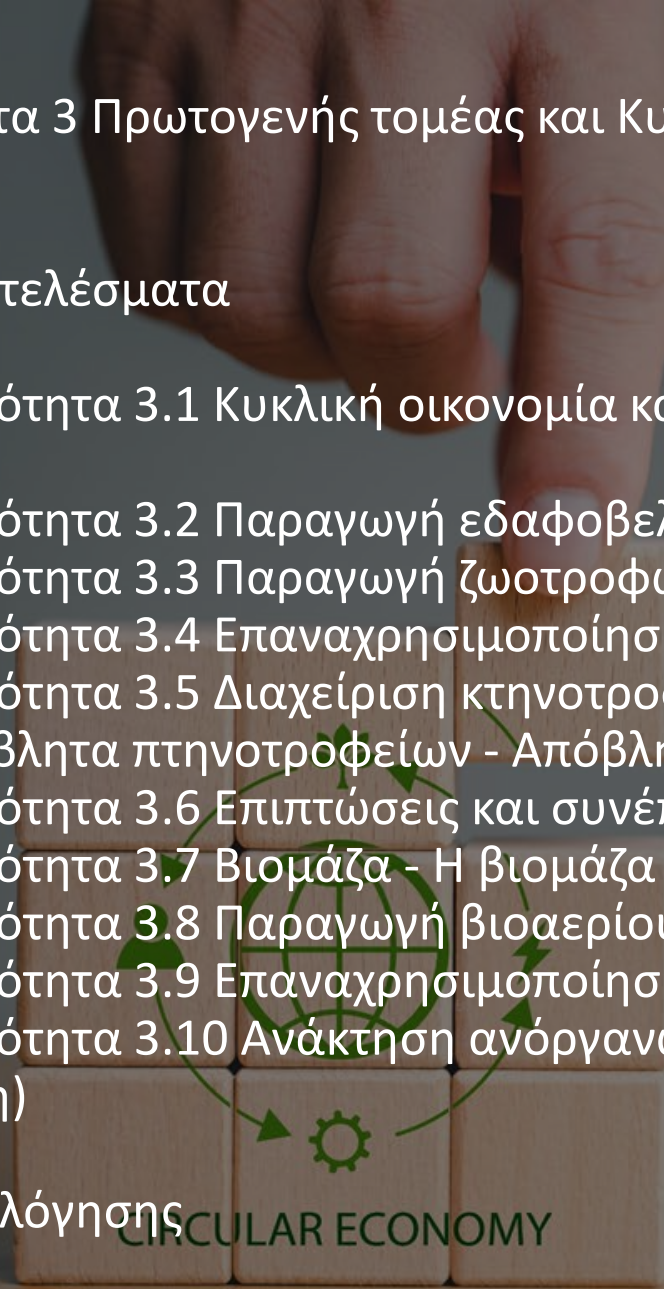 τα 3 Πρωτογενής τομέας και Κυ
τελέσματα
ότητα 3.1 Κυκλική οικονομία κα
ότητα 3.2 Παραγωγή εδαφοβελ
ότητα 3.3 Παραγωγή ζωοτροφώ
ότητα 3.4 Επαναχρησιμοποίησ
ότητα 3.5 Διαχείριση κτηνοτροφ
βλητα πτηνοτροφείων - Απόβλη
ότητα 3.6 Επιπτώσεις και συνέπ
ότητα 3.7 Βιομάζα - Η βιομάζα
ότητα 3.8 Παραγωγή βιοαερίου
ότητα 3.9 Επαναχρησιμοποίησ
ότητα 3.10 Ανάκτηση ανόργανα
η)
λόγησης
CIRCULAR ECONOMY